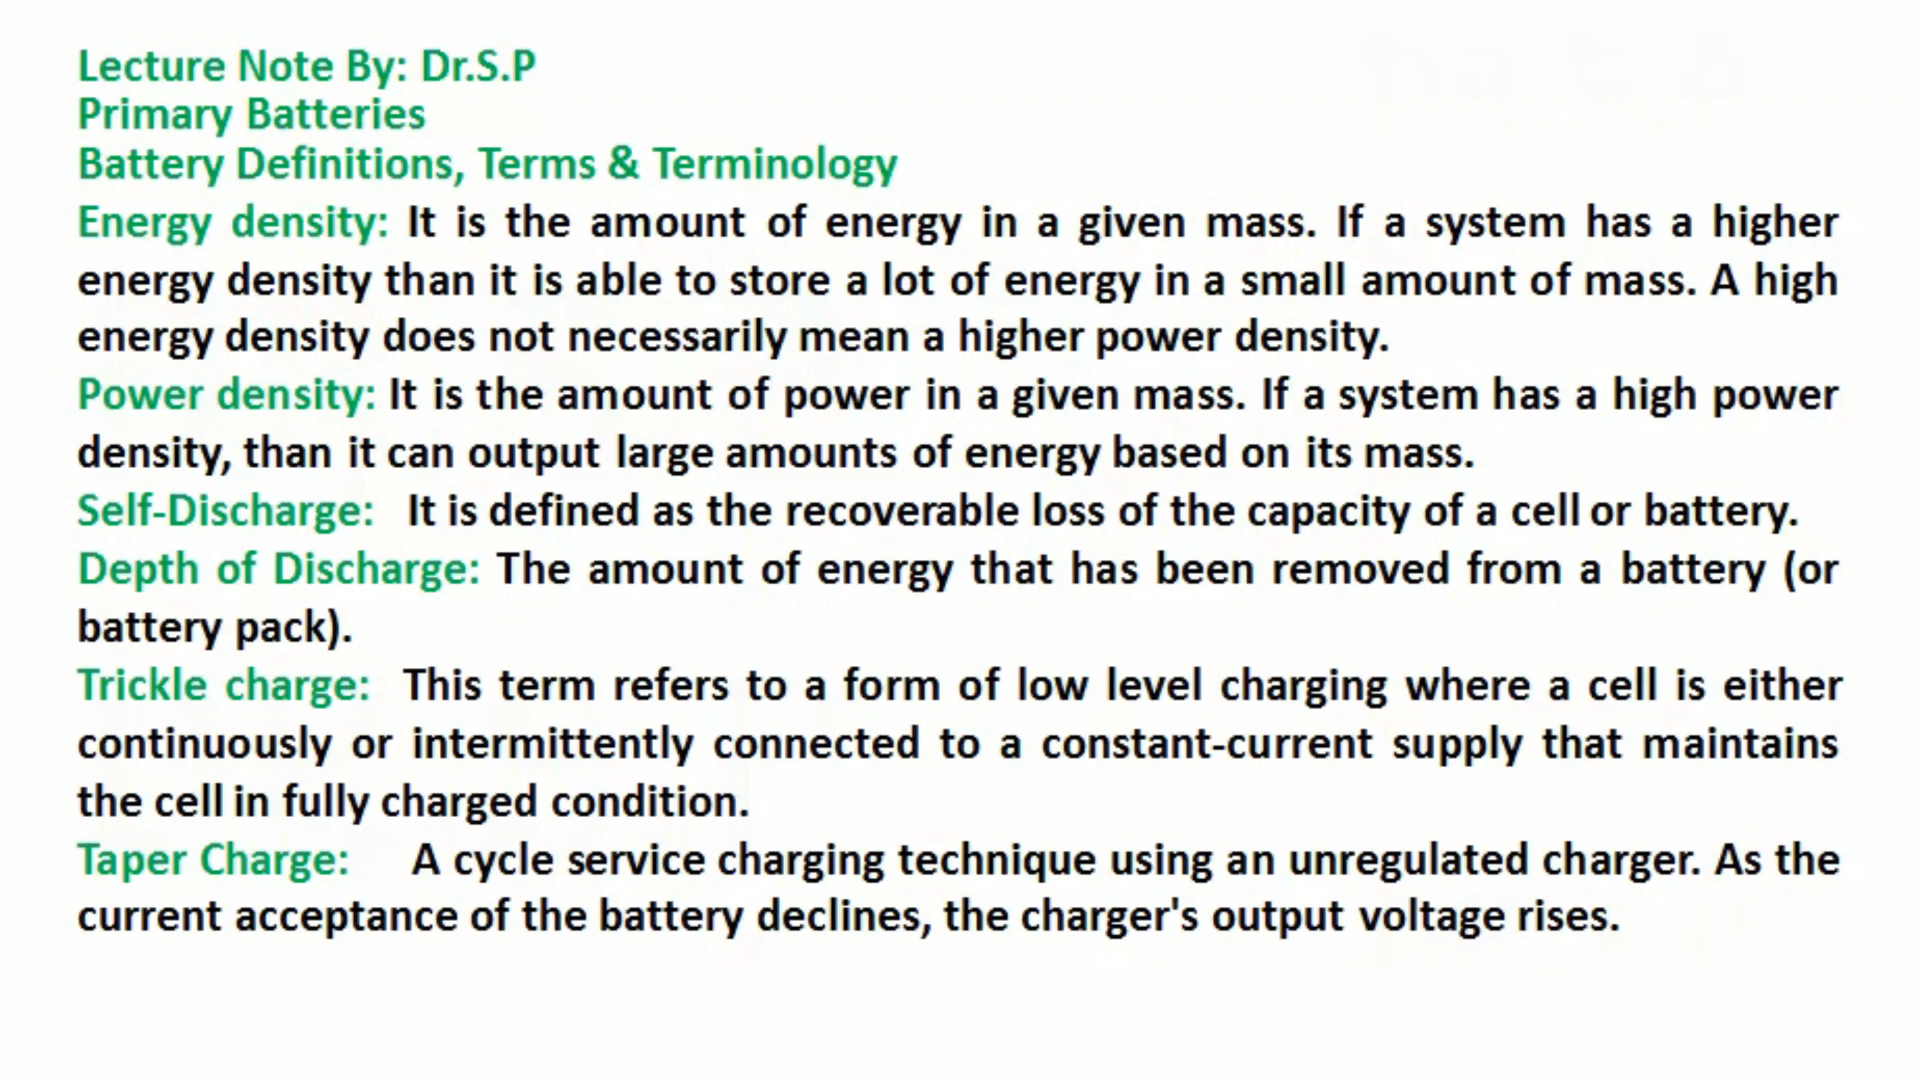 Lecture Note By: Dr.S.P
Primary Batteries
Battery Definitions, Terms & Terminology
Energy density: It is the amount of energy in a given mass. If a system has a higher
energy density than it is able to store a lot of energy in a small amount of mass. A high
energy density does not necessarily mean a higher power density.
Power density: It is the amount of power in a given mass. If a system has a high power
density, than it can output large amounts of energy based on its mass.
Self-Discharge: It is defined as the recoverable loss of the capacity of a cell or battery.
Depth of Discharge: The amount of energy that has been removed from a battery (or
battery pack).
Trickle charge: This term refers to a form of low level charging where a cell is either
continuously or intermittently connected to a constant-current supply that maintains
the cell in fully charged condition.
Taper Charge: A cycle service charging technique using an unregulated charger. As the
current acceptance of the battery declines, the charger's output voltage rises.